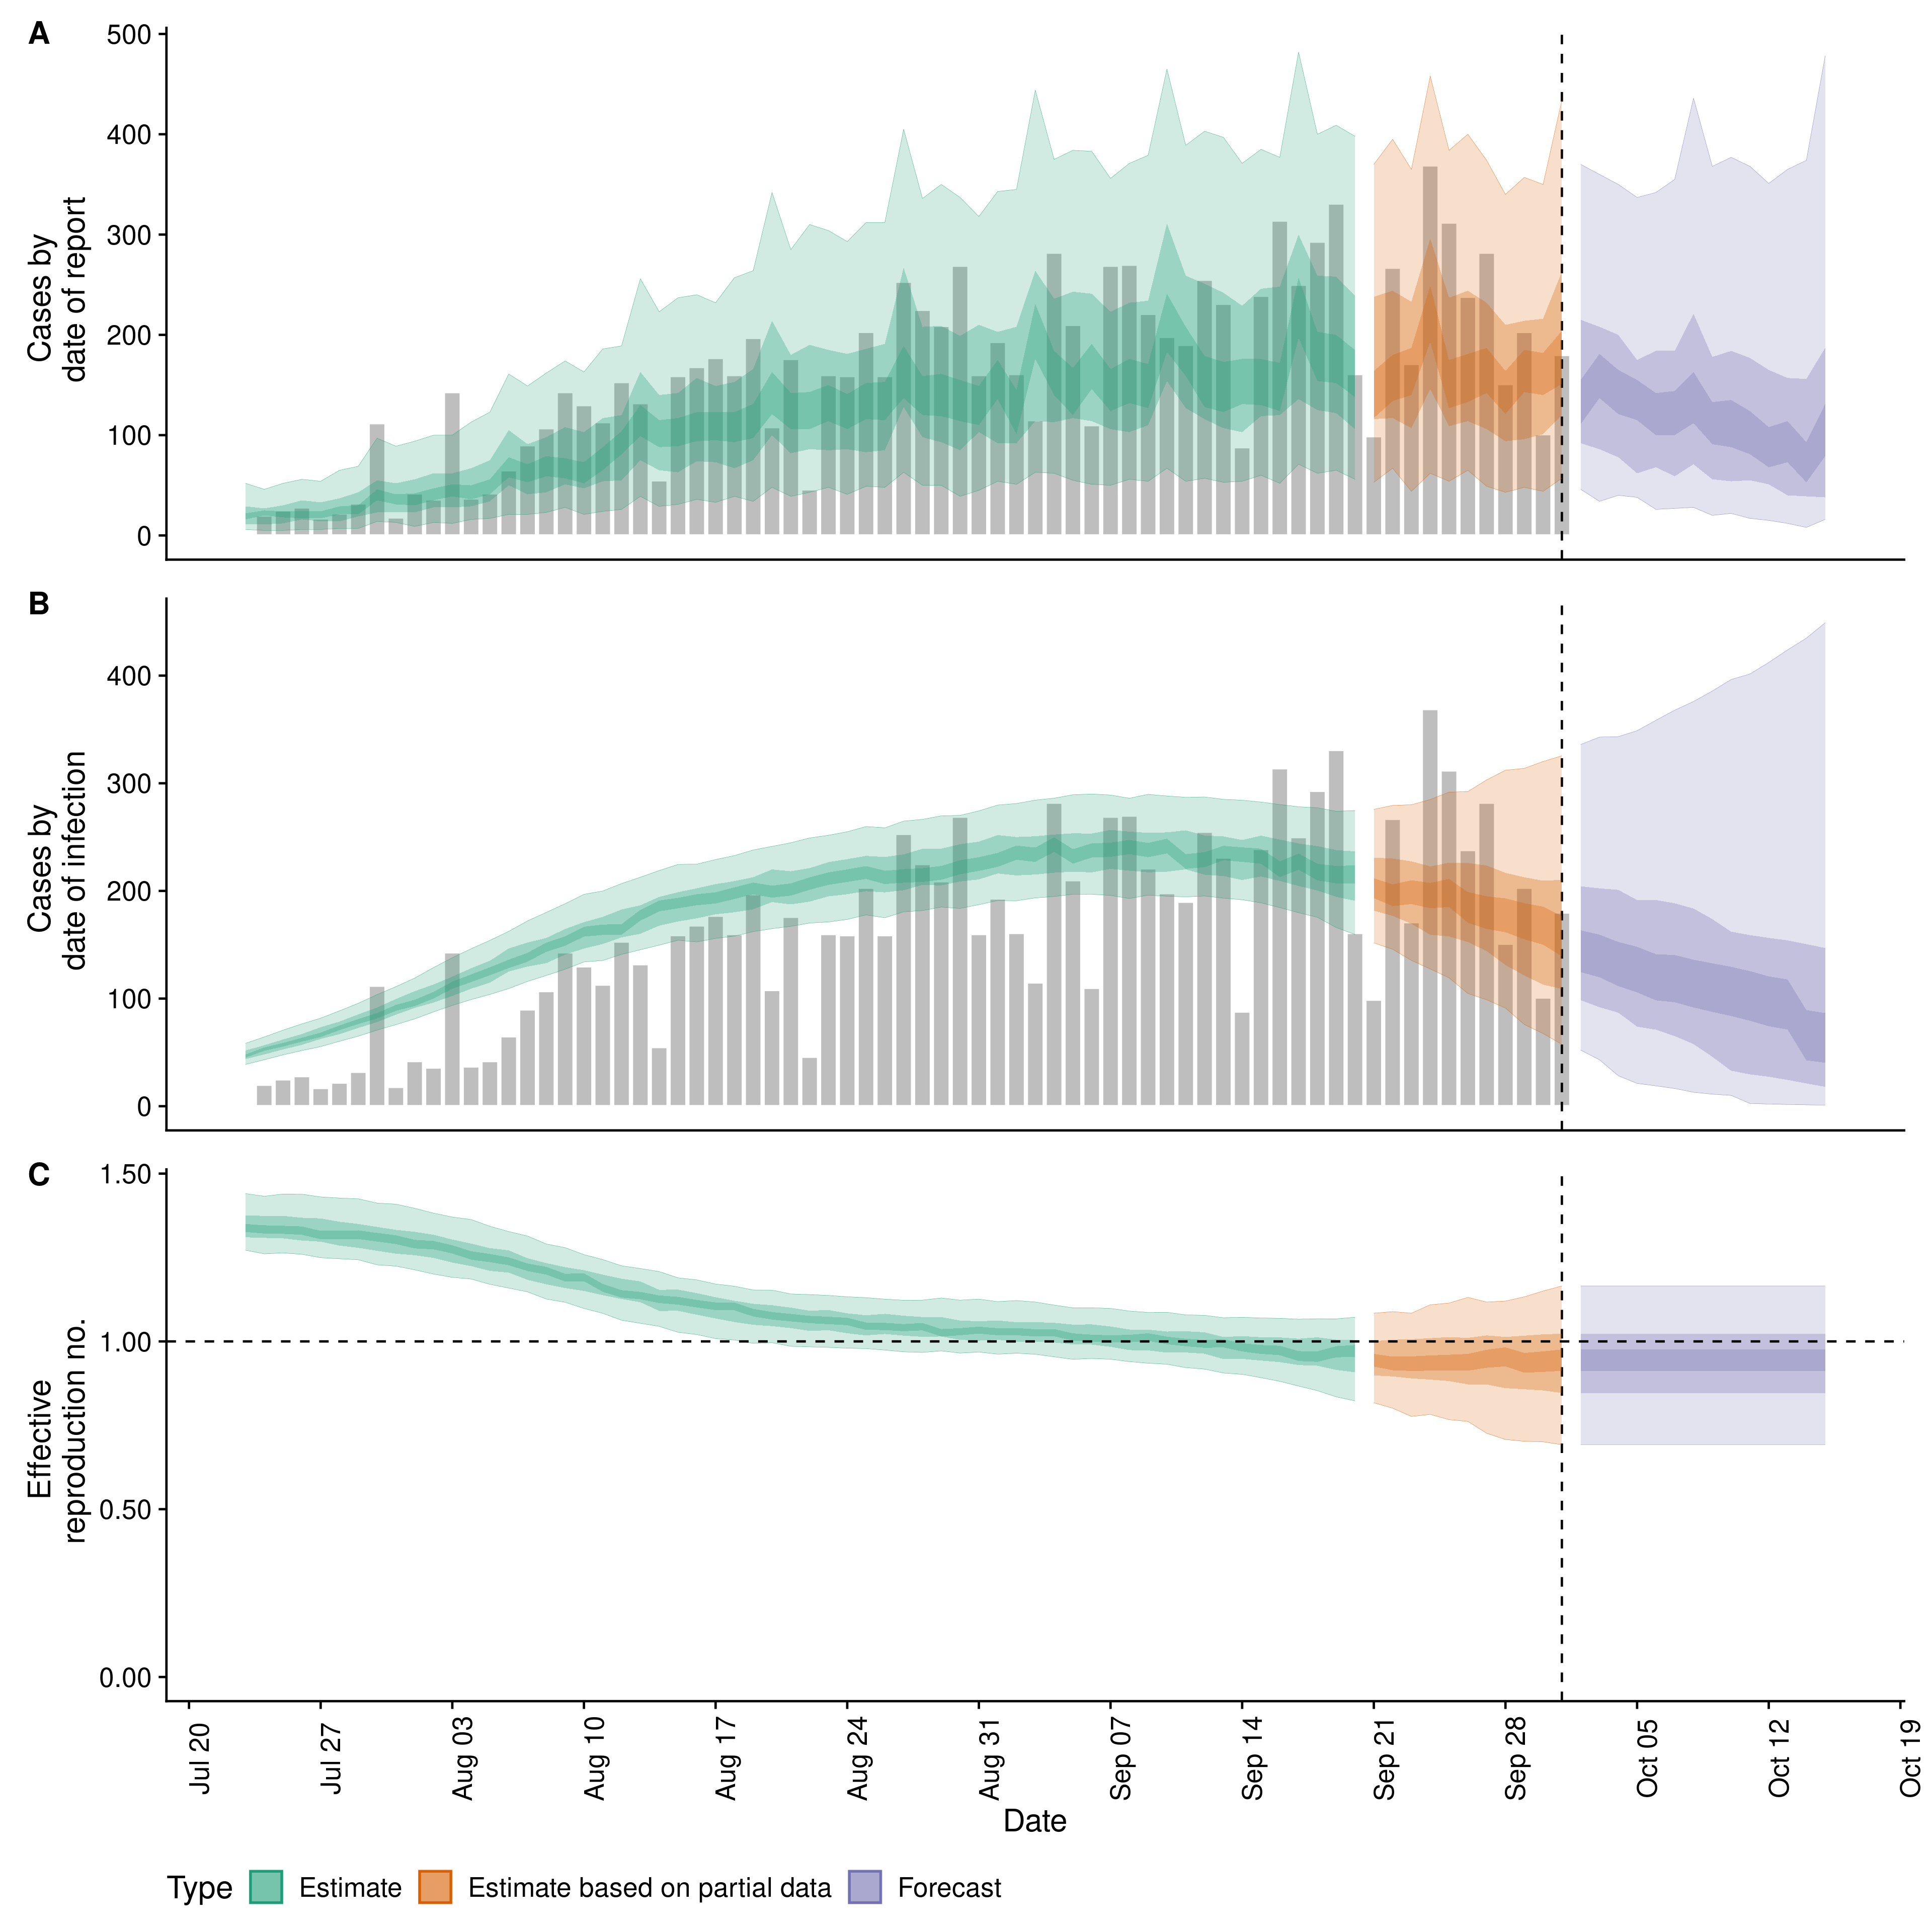 A
500
400
300
200
100
0
Cases by
date of report
B
400
300
200
100
0
Cases by
date of infection
C
1.50
1.00
0.50
0.00
Effective
reproduction no.
Jul 20
Jul 27
Aug 03
Aug 10
Aug 17
Aug 24
Aug 31
Sep 07
Sep 14
Sep 21
Sep 28
Oct 05
Oct 12
Oct 19
Date
Type Estimate Estimate based on partial data Forecast